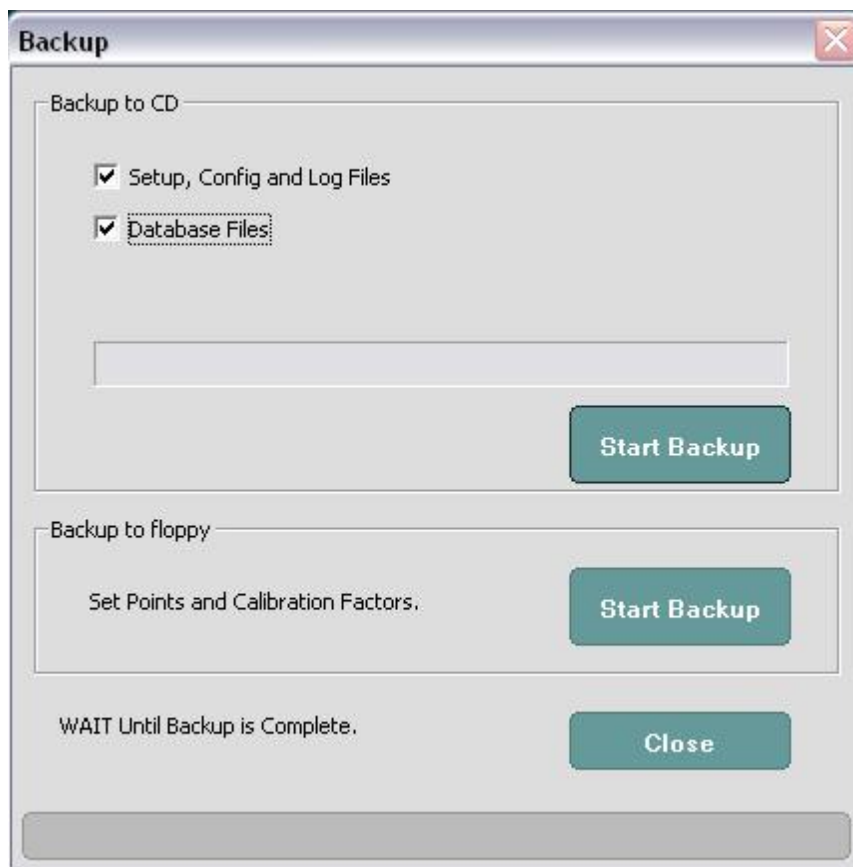 Backup
Backup to CD
Setup, Config and Log Files
Database Files
Start Backup
Backup to floppy
Set Points and Calibration Factors.
Start Backup
WAIT Until Backup is Complete.
Close